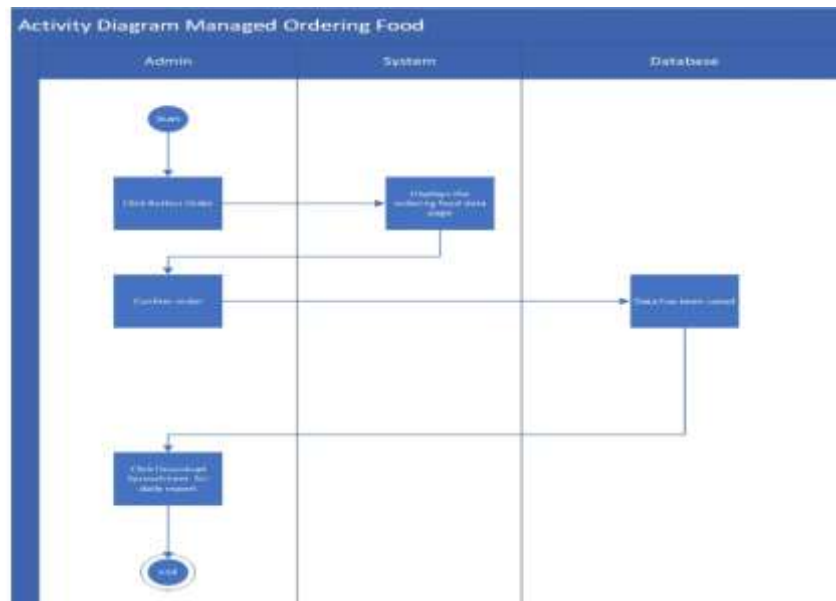 Activity Diagram Managed Ordering Food
Admin
System
Database
Start
Click Button Order
Displays the
ordering food data
page
Confirm order
Data has been saved
Click Download
Spreadsheet for
daily report
End